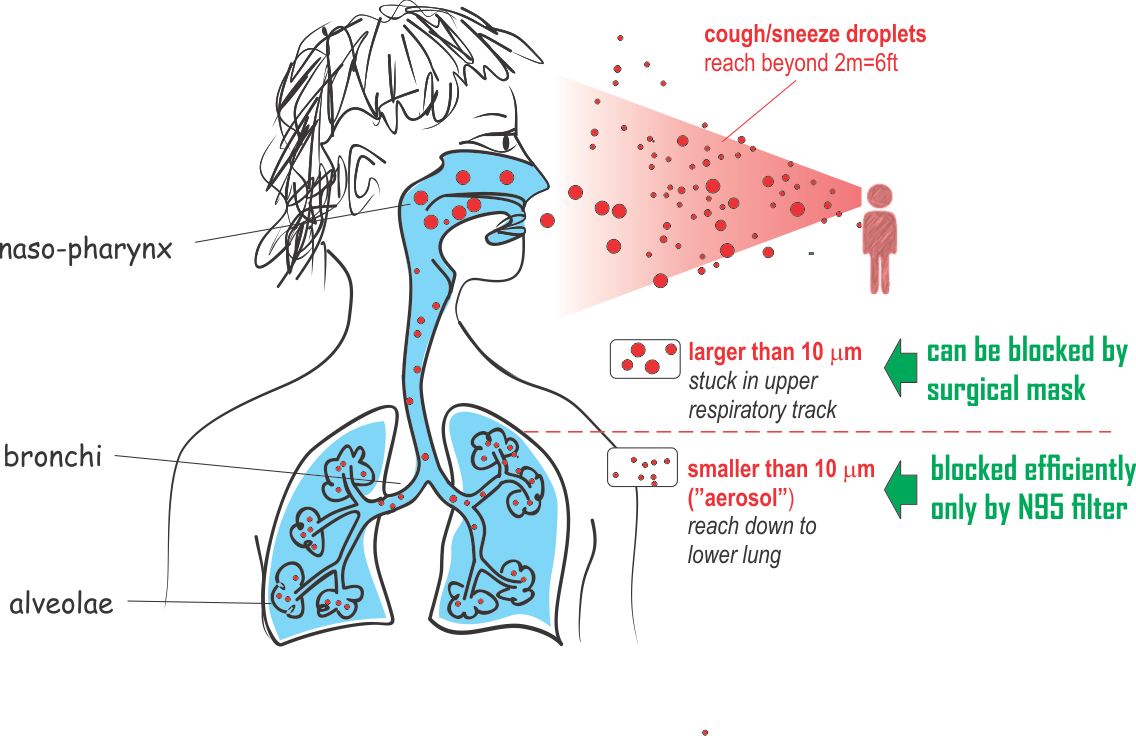 cough/sneeze droplets
reach beyond 2m=6ft
naso-pharynx
larger than 10 μm
stuck in upper
respiratory track
can be blocked by
surgical mask
bronchi
smaller than 10 μm
(”aerosol”)
reach down to
lower lung
blocked efficiently
only by N95 filter
alveolae